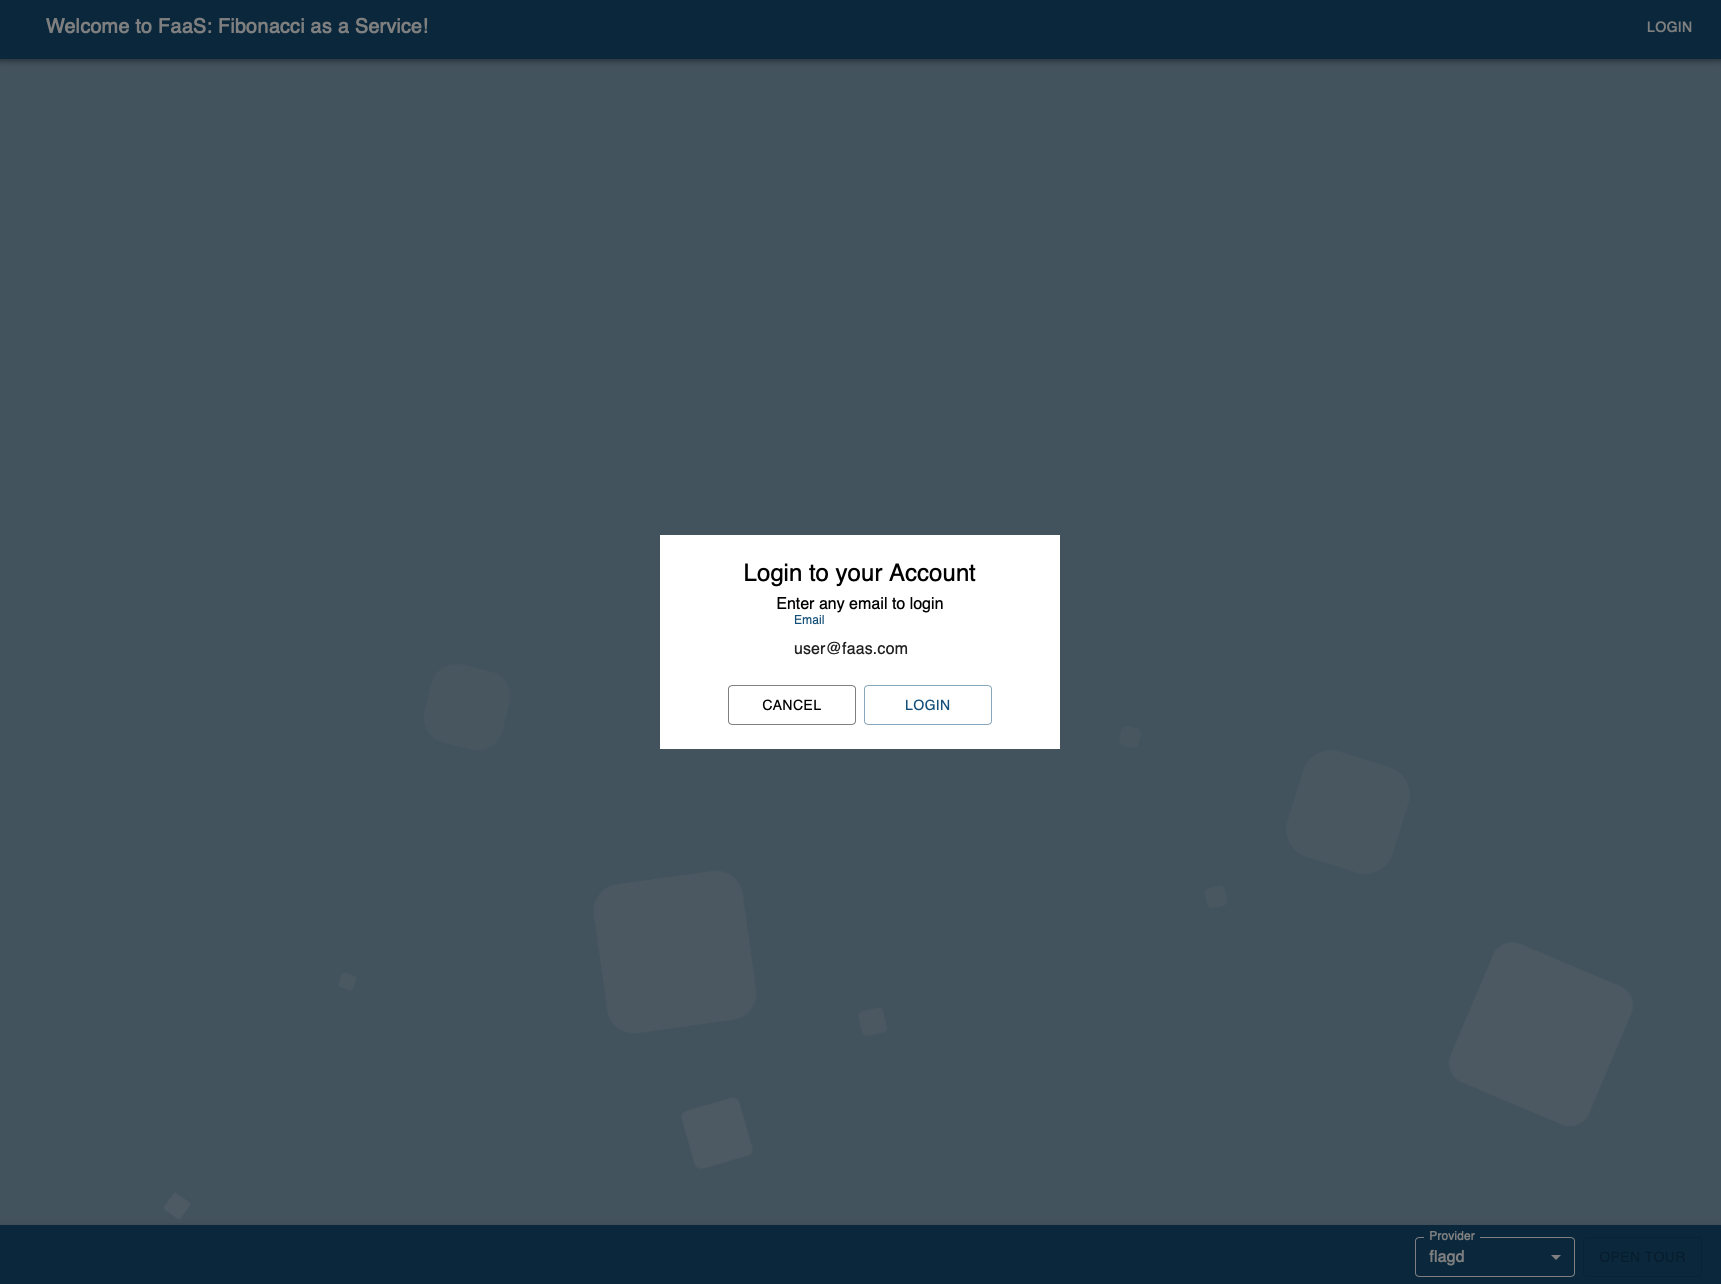 Welcome to FaaS: Fibonacci as a Service!
LOGIN
Login to your Account
Enter any email to login
Email
user@faas.com
CANCEL
LOGIN
Provider
flagd
OPEN TOUR